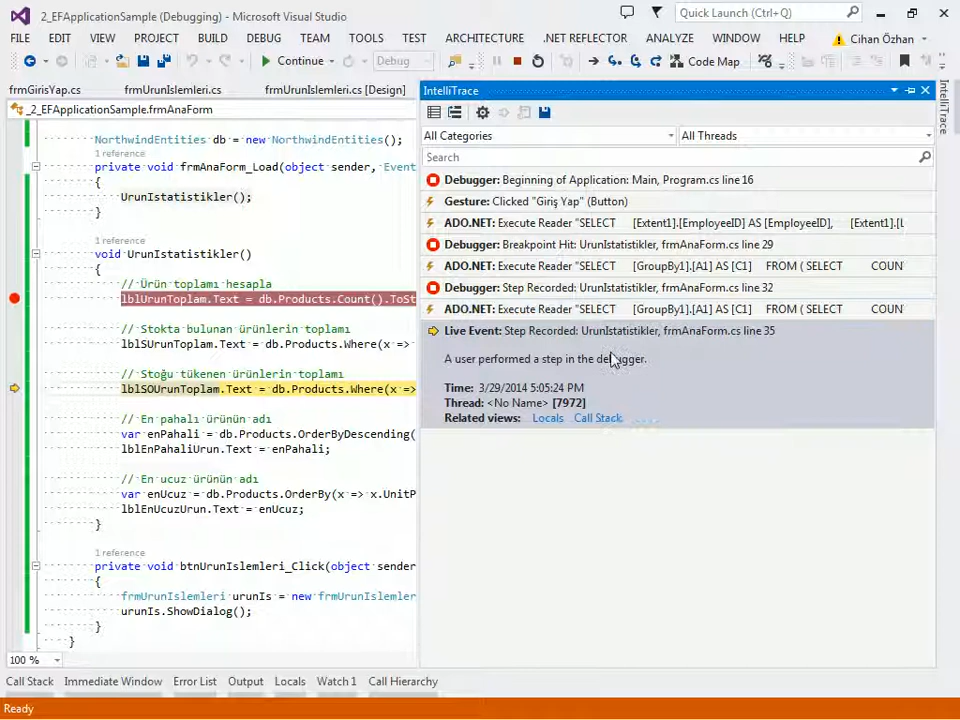 2_EFApplicationSample (Debugging) - Microsoft Visual Studio
Quick Launch (Ctrl+Q)
FILE EDIT VIEW PROJECT BUILD DEBUG TEAM TOOLS TEST ARCHITECTURE .NET REFLECTOR ANALYZE WINDOW HELP Cihan Özhan
Continue Debug Code Map
frmGirisYap.cs frmUrunIslemleri.cs frmUrunIslemleri.cs [Design]
_2_EFApplicationSample.frmAnaForm
NorthwindEntities db = new NorthwindEntities();
1 reference
private void frmAnaForm_Load(object sender, Event
{
UrunIstatistikler();
}
1 reference
void UrunIstatistikler()
{
// Ürün toplamı hesapla
lblUrunToplam.Text = db.Products.Count().ToSt
// Stokta bulunan ürünlerin toplamı
lblSUrunToplam.Text = db.Products.Where(x =>
// Stoğu tükenen ürünlerin toplamı
lblSOUrunToplam.Text = db.Products.Where(x =>
// En pahalı ürünün adı
var enPahali = db.Products.OrderByDescending(
lblEnPahaliUrun.Text = enPahali;
// En ucuz ürünün adı
var enUcuz = db.Products.OrderBy(x => x.UnitP
lblEnUcuzUrun.Text = enUcuz;
}
1 reference
private void btnUrunIslemleri_Click(object sender
{
frmUrunIslemleri urunIs = new frmUrunIslemler
urunIs.ShowDialog();
}
}
100 %
IntelliTrace
All Categories All Threads
Search
Debugger: Beginning of Application: Main, Program.cs line 16
Gesture: Clicked "Giriş Yap" (Button)
ADO.NET: Execute Reader "SELECT [Extent1].[EmployeeID] AS [EmployeeID], [Extent1].[L
Debugger: Breakpoint Hit: UrunIstatistikler, frmAnaForm.cs line 29
ADO.NET: Execute Reader "SELECT [GroupBy1].[A1] AS [C1] FROM ( SELECT COUN
Debugger: Step Recorded: UrunIstatistikler, frmAnaForm.cs line 32
ADO.NET: Execute Reader "SELECT [GroupBy1].[A1] AS [C1] FROM ( SELECT COUN
Live Event: Step Recorded: UrunIstatistikler, frmAnaForm.cs line 35
A user performed a step in the debugger.
Time: 3/29/2014 5:05:24 PM
Thread: <No Name> [7972]
Related views: Locals Call Stack
IntelliTrace
Call Stack Immediate Window Error List Output Locals Watch 1 Call Hierarchy
Ready